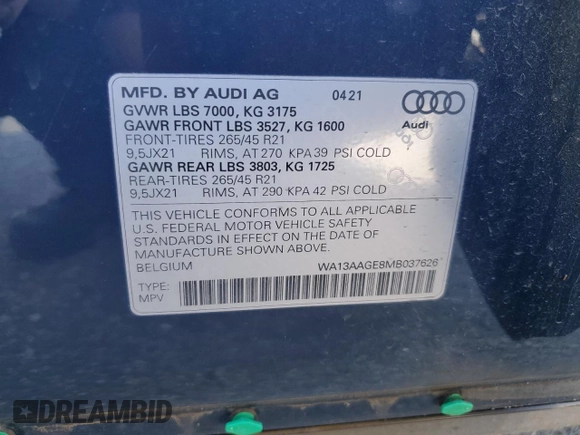 MFD. BY AUDI AG 0421
GVWR LBS 7000, KG 3175
GAWR FRONT LBS 3527, KG 1600
FRONT-TIRES 265/45 R21
9,5JX21 RIMS, AT 270 KPA 39 PSI COLD
GAWR REAR LBS 3803, KG 1725
REAR-TIRES 265/45 R21
9,5JX21 RIMS, AT 290 KPA 42 PSI COLD
Audi
THIS VEHICLE CONFORMS TO ALL APPLICABLE
U.S. FEDERAL MOTOR VEHICLE SAFETY
STANDARDS IN EFFECT ON THE DATE OF
MANUFACTURE SHOWN ABOVE.
BELGIUM WA13AAGE8MB037626
TYPE:
MPV
DREAMBID